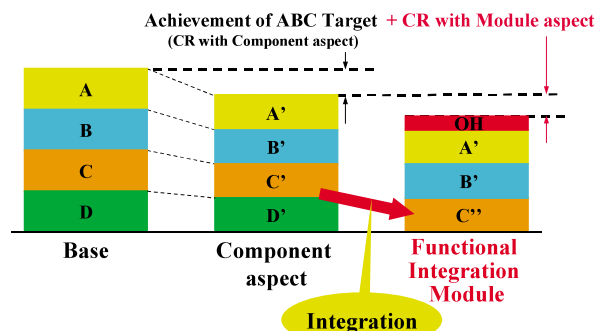 Achievement of ABC Target + CR with Module aspect
(CR with Component aspect)
A
B
C
D
A’
B’
C’
D’
OH
A’
B’
C’’
Base
Component
aspect
Functional
Integration
Module
Integration